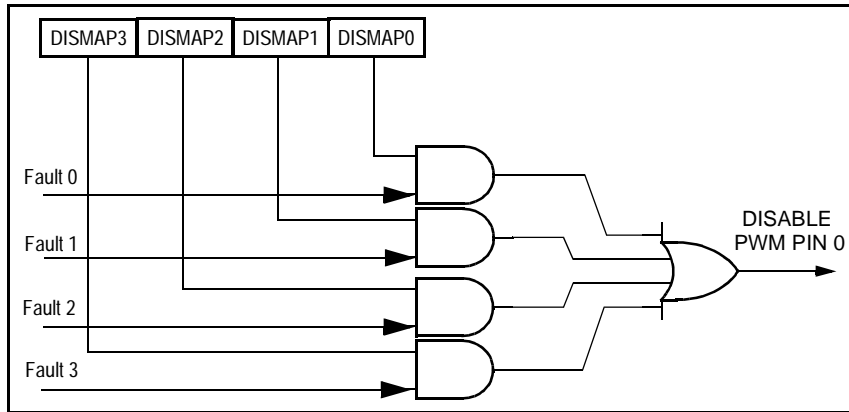 DISMAP3 DISMAP2 DISMAP1 DISMAP0
Fault 0
Fault 1
Fault 2
Fault 3
DISABLE
PWM PIN 0